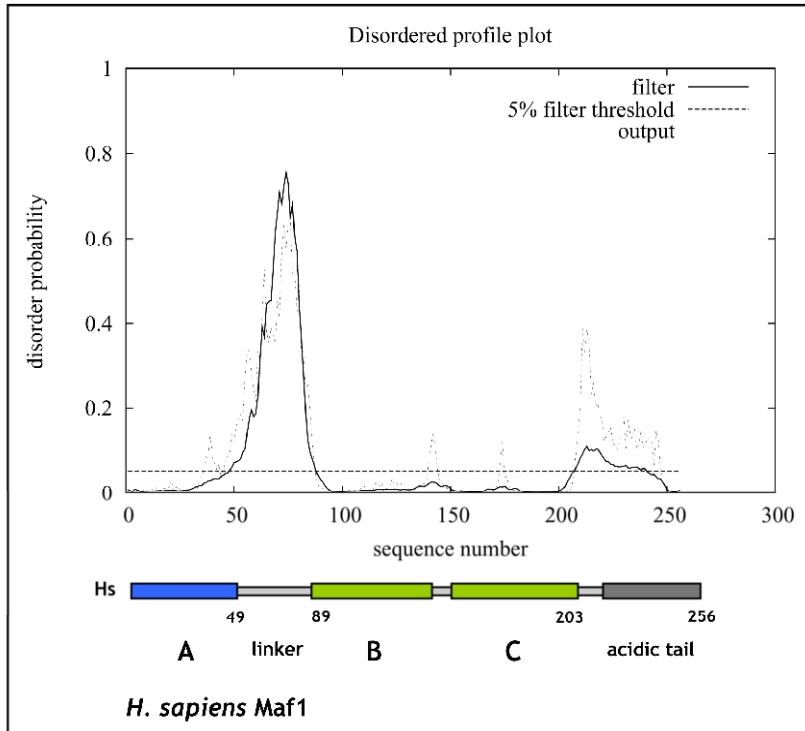 Disordered profile plot
1
0.8
0.6
0.4
0.2
0
disorder probability
filter
5% filter threshold
output
0 50 100 150 200 250 300
sequence number
Hs
49 89 203 256
A linker B C acidic tail
H. sapiens Maf1